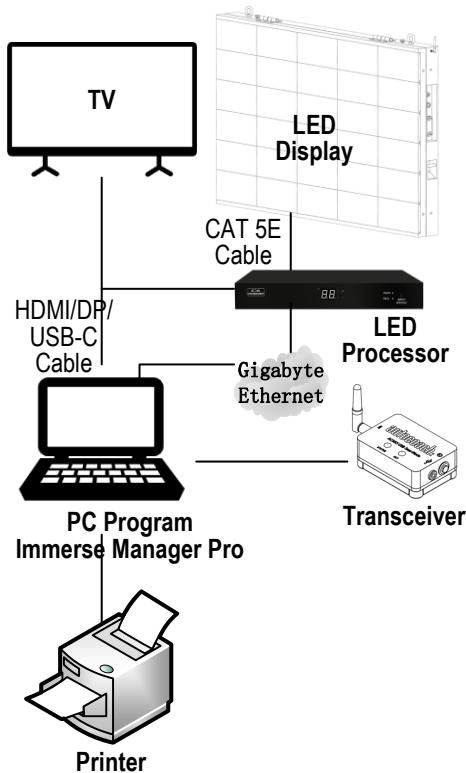 TV
LED
Display
CAT 5E
Cable
HDMI/DP/
USB-C
Cable
LED
Processor
Gigabyte
Ethernet
Transceiver
PC Program
Immerse Manager Pro
Printer